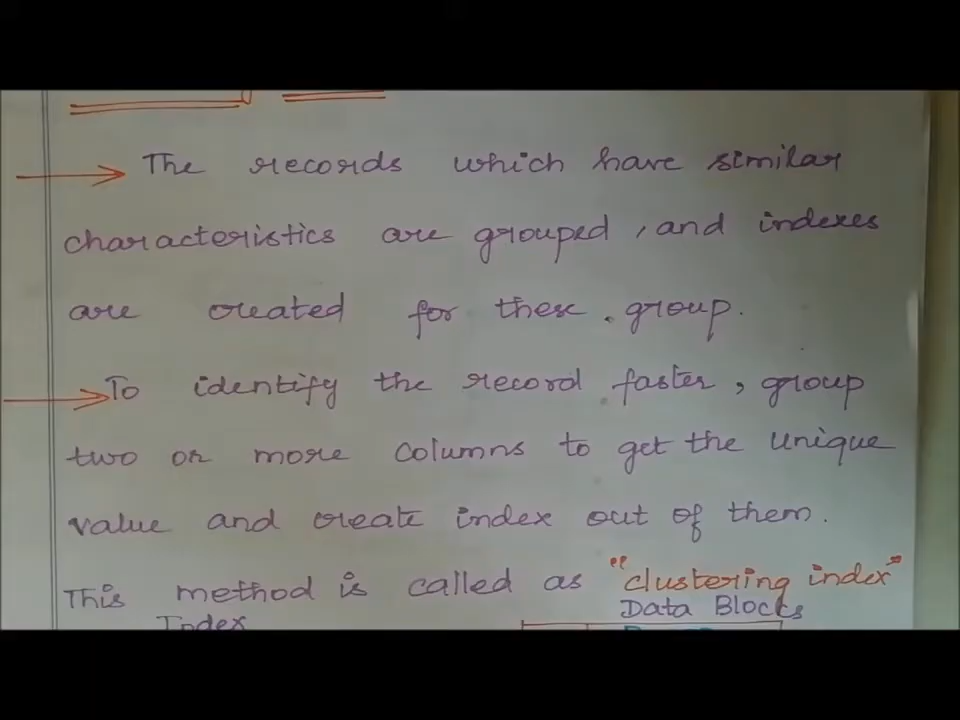 The records which have similar
characteristics are grouped, and indexes
are created for these group.
To identify the record faster, group
two or more columns to get the unique
value and create index out of them.
This method is called as "clustering index"
Index Data Blocks